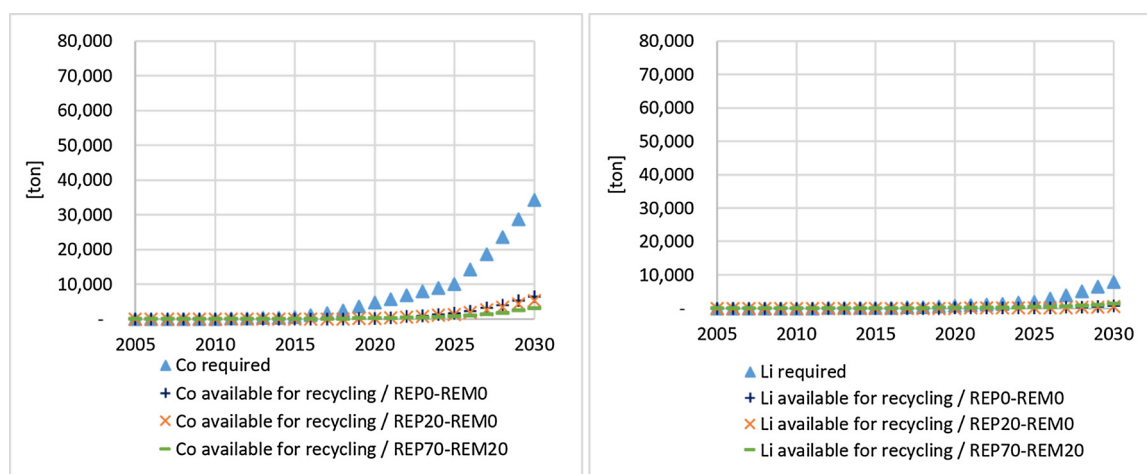 80,000
70,000
60,000
50,000
40,000
30,000
20,000
10,000
-
[ton]
2005 2010 2015 2020 2025 2030
Co required
Co available for recycling / REP0-REM0
Co available for recycling / REP20-REM0
Co available for recycling / REP70-REM20
80,000
70,000
60,000
50,000
40,000
30,000
20,000
10,000
-
[ton]
2005 2010 2015 2020 2025 2030
Li required
Li available for recycling / REP0-REM0
Li available for recycling / REP20-REM0
Li available for recycling / REP70-REM20